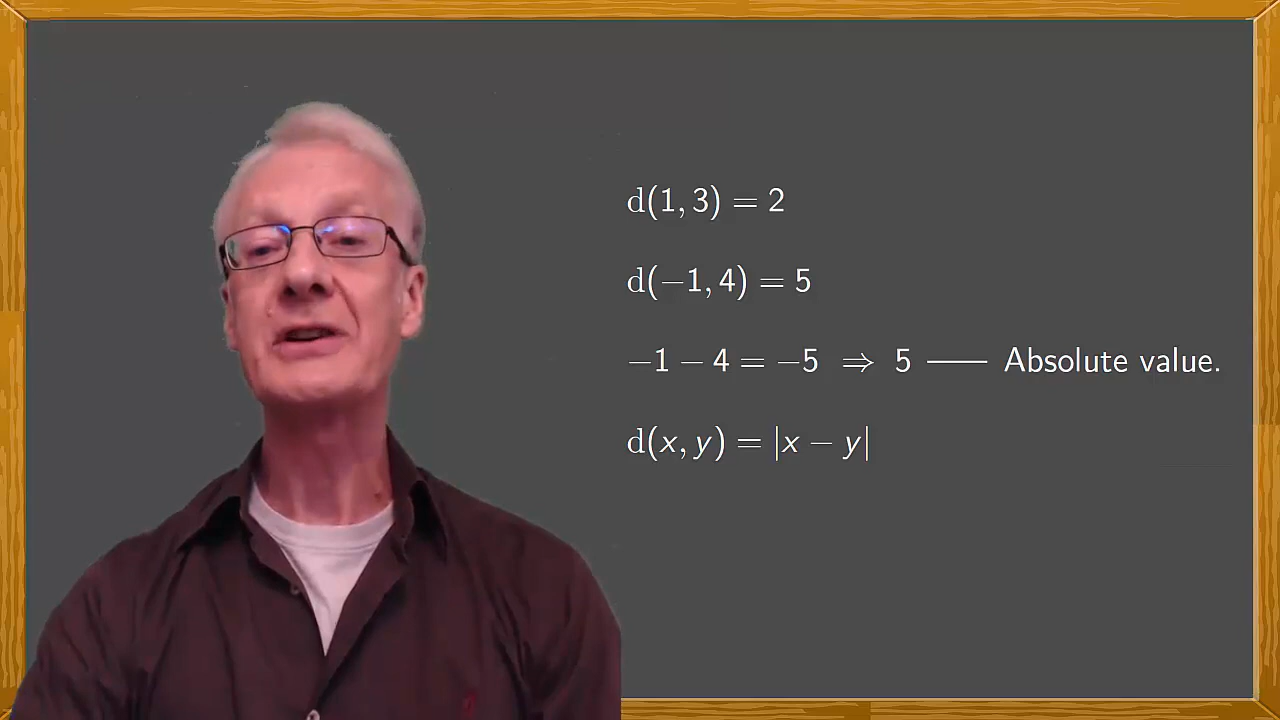 d(1, 3) = 2
d(−1, 4) = 5
−1 − 4 = −5 ⇒ 5 —— Absolute value.
d(x, y) = |x − y|